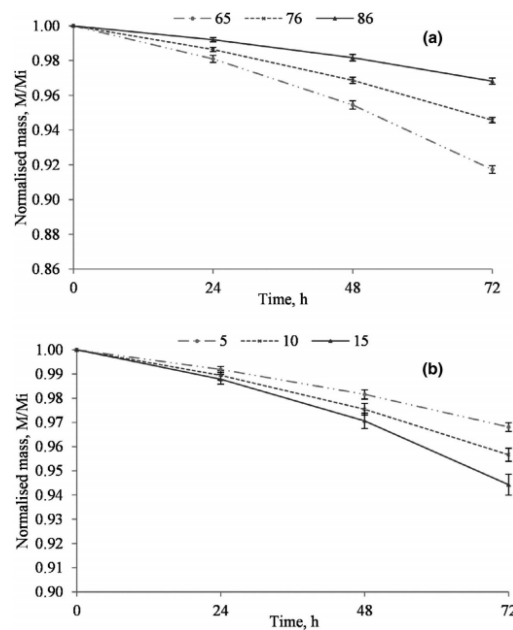 65 76 86
(a)
1.00
0.98
0.96
0.94
0.92
0.90
0.88
0.86
Normalised mass, M/Mi
0 24 48 72
Time, h
5 10 15
(b)
1.00
0.99
0.98
0.97
0.96
0.95
0.94
0.93
0.92
0.91
0.90
Normalised mass, M/Mi
0 24 48 72
Time, h